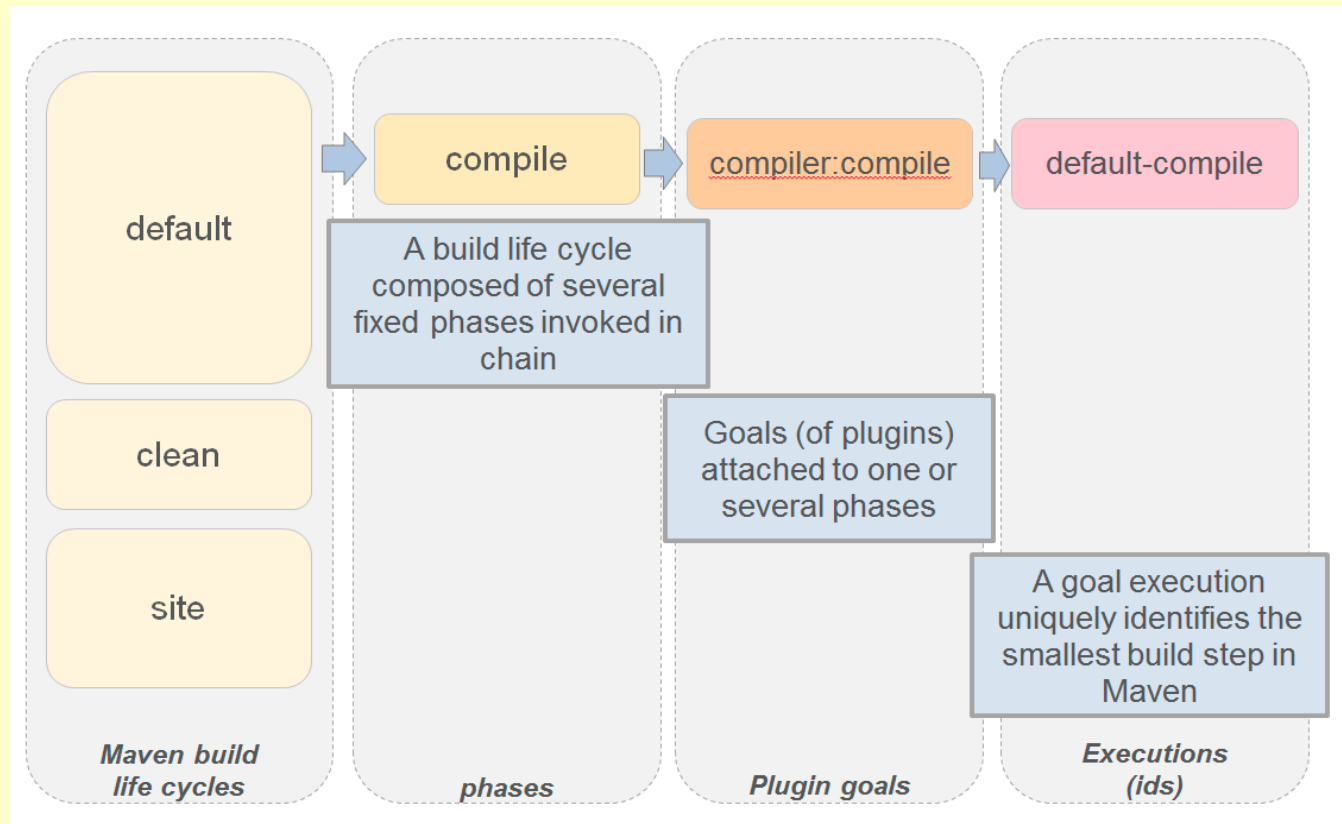 default
clean
site
Maven build
life cycles
compile
A build life cycle
composed of several
fixed phases invoked in
chain
phases
compiler:compile
Goals (of plugins)
attached to one or
several phases
Plugin goals
default-compile
A goal execution
uniquely identifies the
smallest build step in
Maven
Executions
(ids)